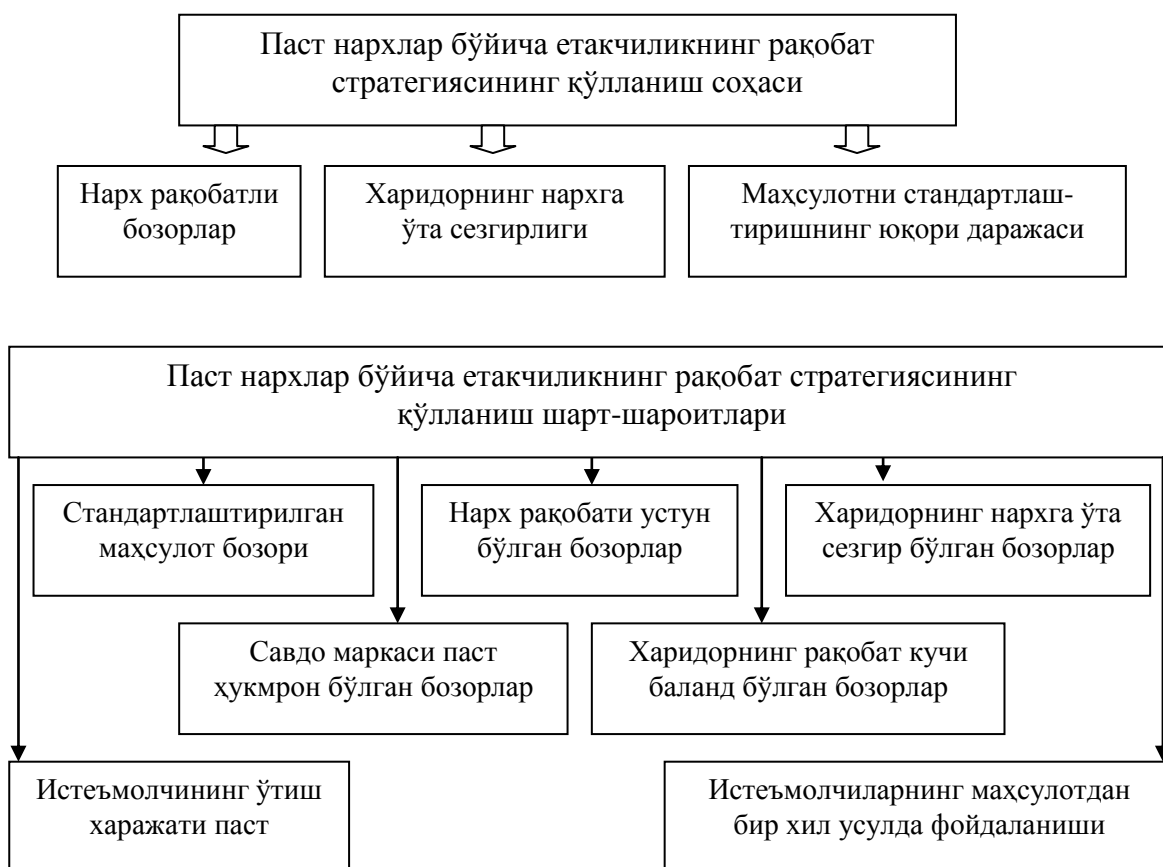 Паст нархлар бўйича етакчиликнинг рақобат
стратегиясининг қўлланиш соҳаси
Нарх рақобатли
бозорлар
Харидорнинг нархга
ўта сезгирлиги
Маҳсулотни стандартлаш-
тиришнинг юқори даражаси
Паст нархлар бўйича етакчиликнинг рақобат стратегиясининг
қўлланиш шарт-шароитлари
Стандартлаштирилган
маҳсулот бозори
Нарх рақобати устун
бўлган бозорлар
Харидорнинг нархга ўта
сезгир бўлган бозорлар
Савдо маркаси паст
ҳукмрон бўлган бозорлар
Харидорнинг рақобат кучи
баланд бўлган бозорлар
Истеъмолчининг ўтиш
харажати паст
Истеъмолчиларнинг маҳсулотдан
бир хил усулда фойдаланиши